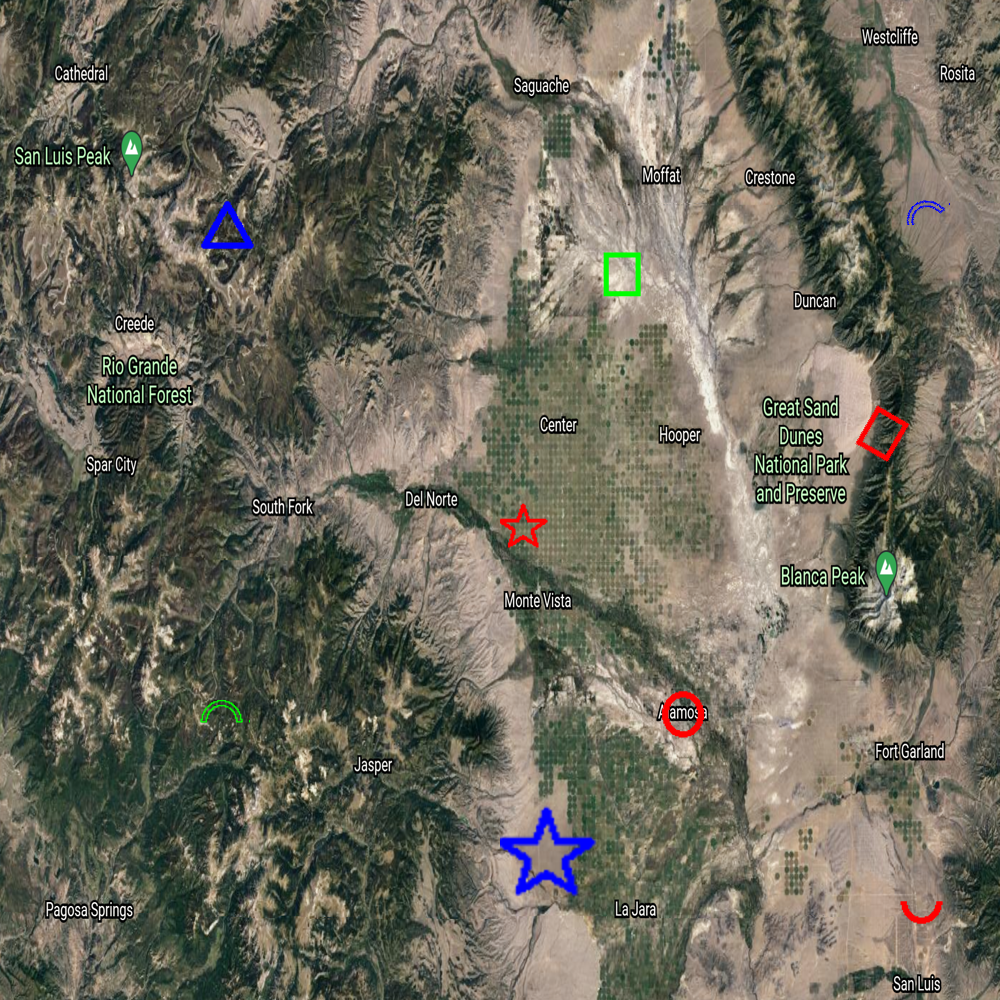 Westcliffe
Cathedral
Rosita
Saguache
San Luis Peak
Moffat
Crestone
Duncan
Creede
Rio Grande
National Forest
Great Sand
Dunes
National Park
and Preserve
Center
Hooper
Spar City
South Fork
Del Norte
Blanca Peak
Monte Vista
Alamosa
Fort Garland
Jasper
Pagosa Springs
La Jara
San Luis